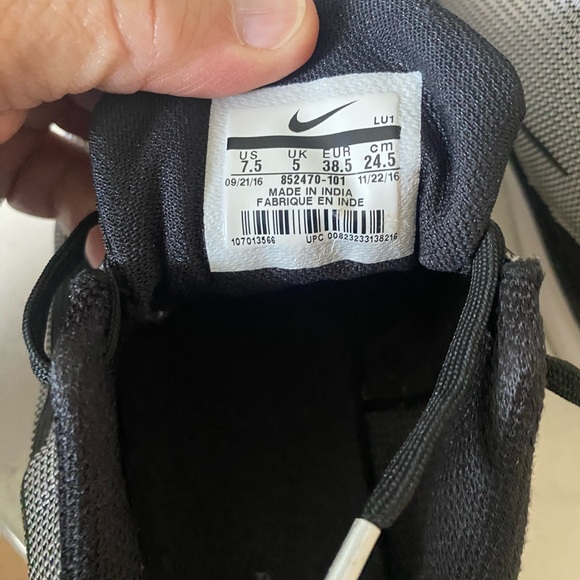 LU1
US UK EUR cm
7.5 5 38.5 24.5
09/21/16 852470-101 11/22/16
MADE IN INDIA
FABRIQUE EN INDE
107013566 UPC 00823233138216